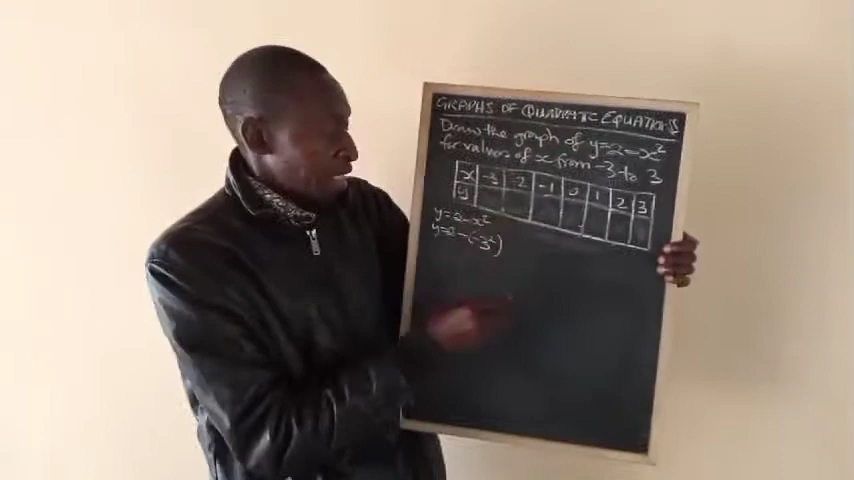 GRAPHS OF QUADRATIC EQUATIONS
Draw the graph of y=2-x²
for values of x from -3 to 3
x -3 -2 -1 0 1 2 3
y
y=2-x²
y=2-(-3²)